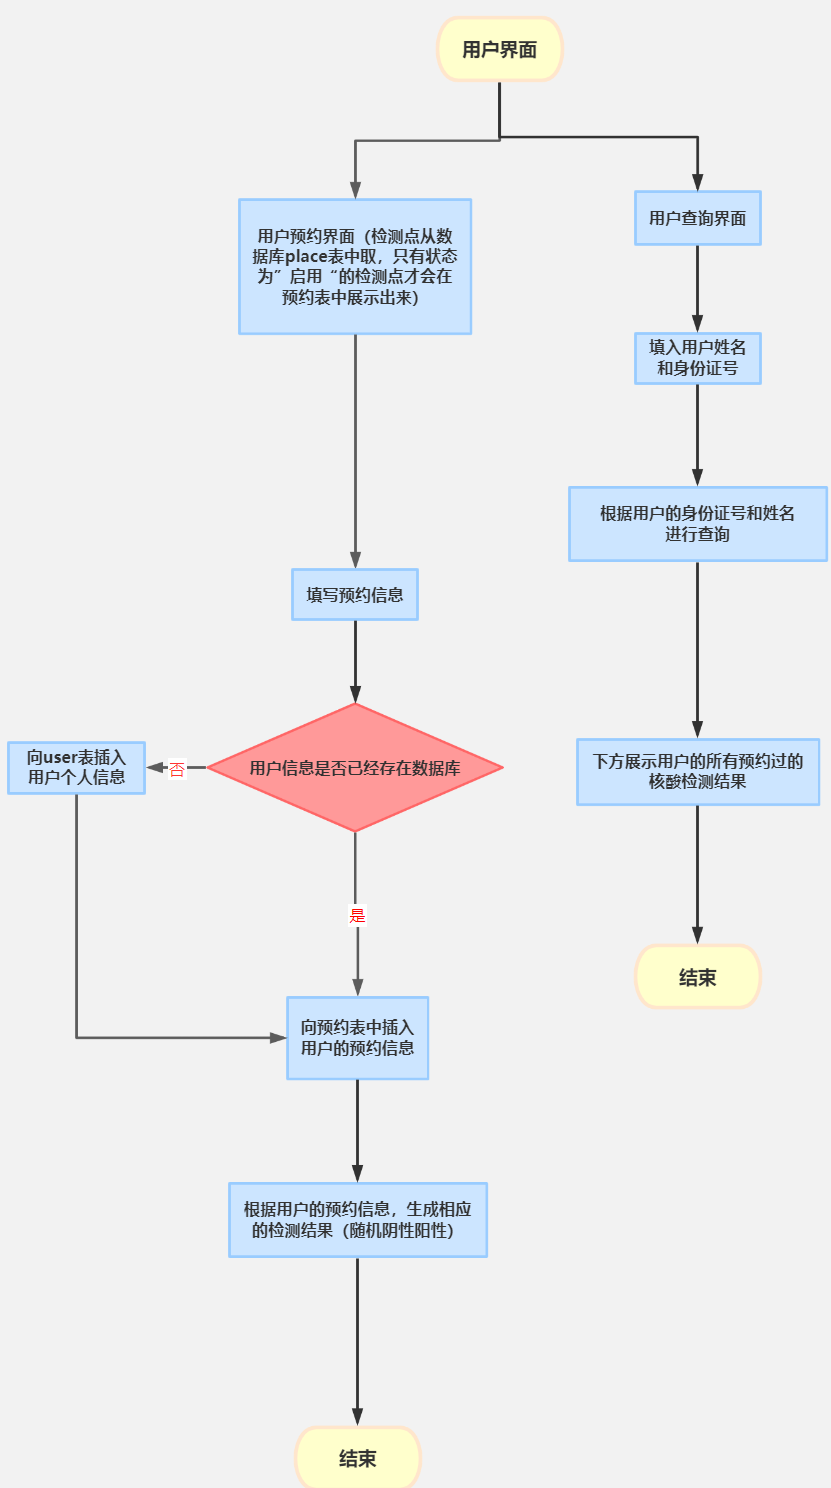 用户界面
用户预约界面（检测点从数
据库place表中取，只有状态
为”启用“的检测点才会在
预约表中展示出来）
用户查询界面
填入用户姓名
和身份证号
根据用户的身份证号和姓名
进行查询
填写预约信息
向user表插入
用户个人信息
否
用户信息是否已经存在数据库
下方展示用户的所有预约过的
核酸检测结果
是
结束
向预约表中插入
用户的预约信息
根据用户的预约信息，生成相应
的检测结果（随机阴性阳性）
结束